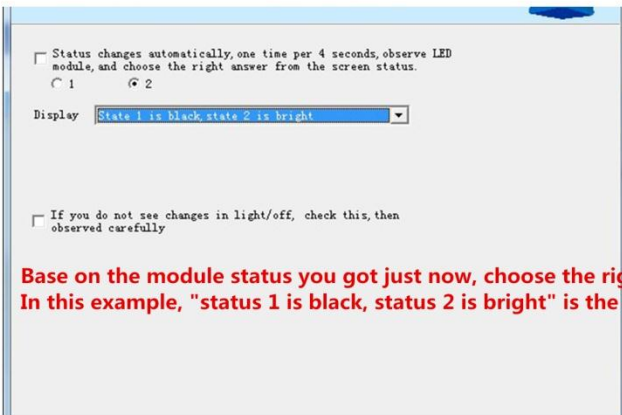 Status changes automatically, one time per 4 seconds, observe LED
module, and choose the right answer from the screen status.
1 2
Display State 1 is black, state 2 is bright
If you do not see changes in light/off, check this, then
observed carefully
Base on the module status you got just now, choose the
In this example, "status 1 is black, status 2 is bright" is the